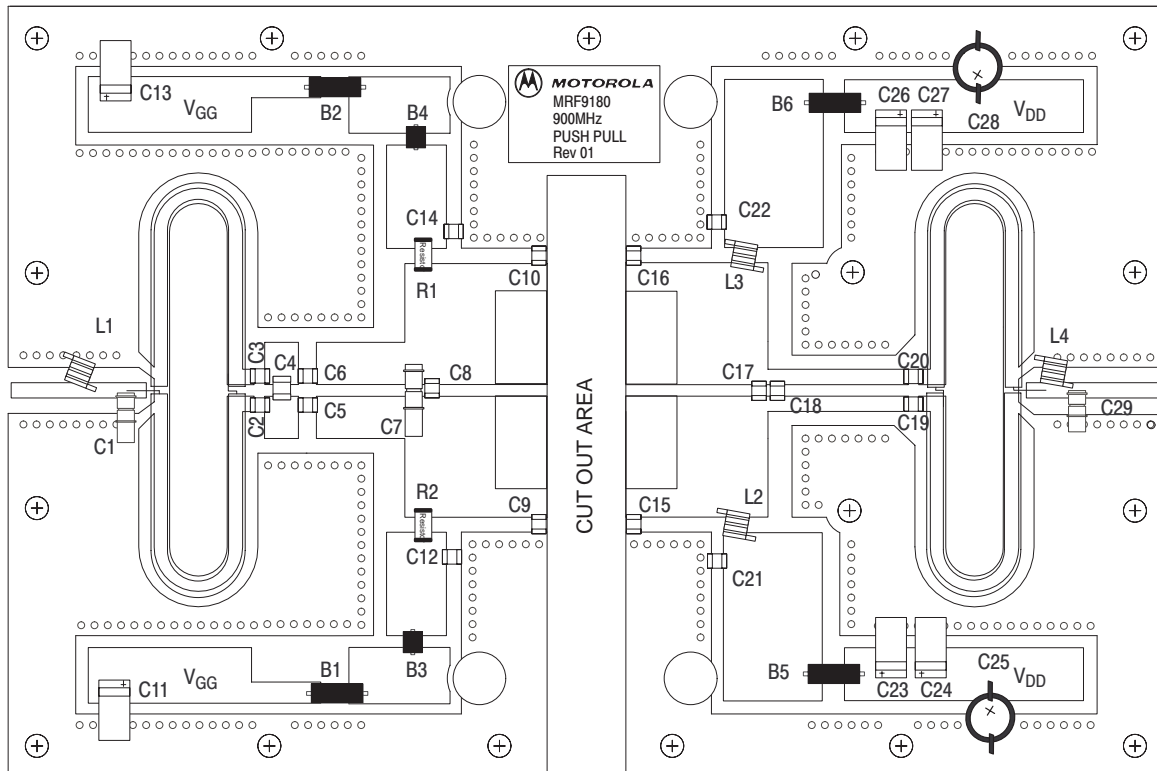 C13
VGG
B2
B4
MOTOROLA
MRF9180
900MHz
PUSH PULL
Rev 01
B6
C26
C27
C28
VDD
C14
C22
R1
C10
C16
L3
L1
C3
C4
C6
C8
C17
C20
L4
C2
C5
C7
C18
C19
C1
C29
CUT OUT AREA
R2
C9
C15
L2
C12
C21
C11
VGG
B1
B3
B5
C23
C24
C25
VDD